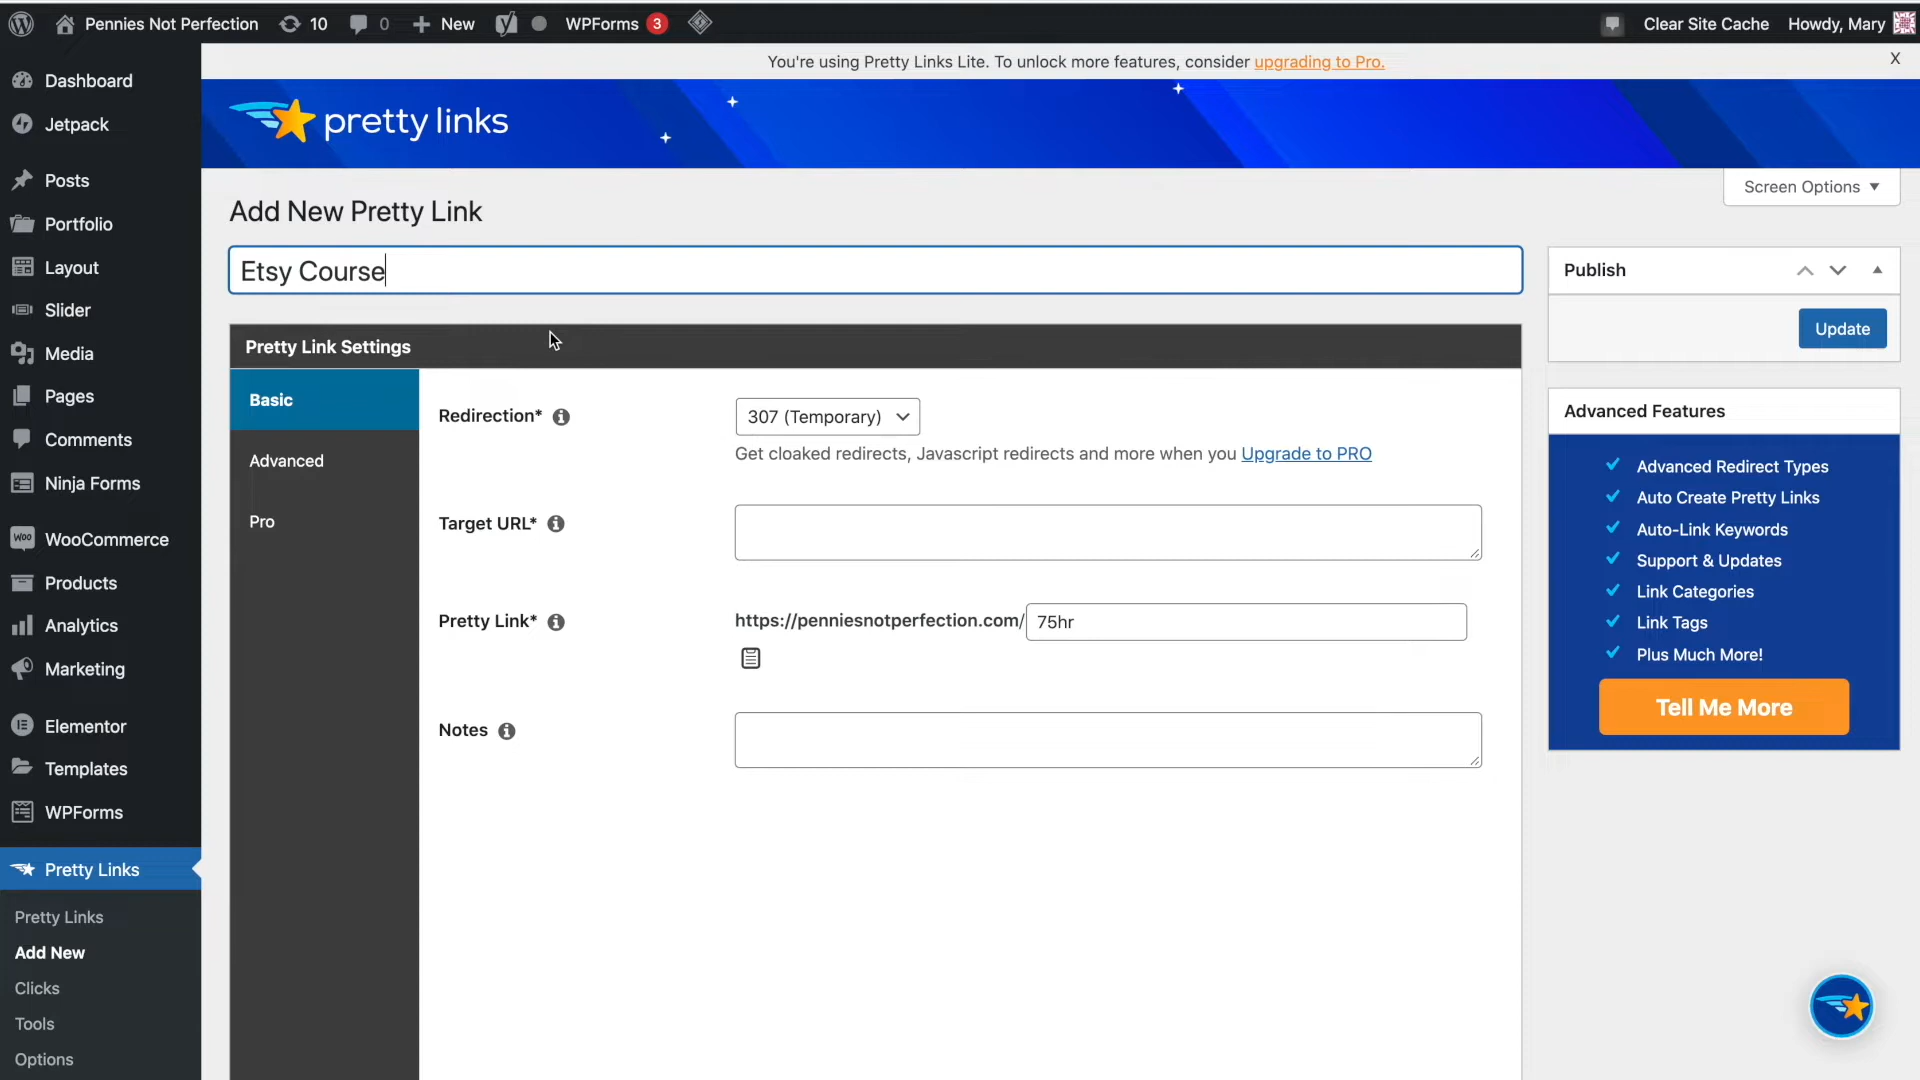 Pennies Not Perfection 10 0 New WPForms 3 Clear Site Cache Howdy, Mary
You're using Pretty Links Lite. To unlock more features, consider upgrading to Pro. X
pretty links
Dashboard
Jetpack
Posts
Portfolio
Layout
Slider
Media
Pages
Comments
Ninja Forms
WooCommerce
Products
Analytics
Marketing
Elementor
Templates
WPForms
Pretty Links
Pretty Links
Add New
Clicks
Tools
Options
Screen Options
Add New Pretty Link
Etsy Course
Pretty Link Settings
Basic
Advanced
Pro
Redirection*
307 (Temporary)
Get cloaked redirects, Javascript redirects and more when you Upgrade to PRO
Target URL*
Pretty Link*
https://penniesnotperfection.com/ 75hr
Notes
Publish
Update
Advanced Features
Advanced Redirect Types
Auto Create Pretty Links
Auto-Link Keywords
Support & Updates
Link Categories
Link Tags
Plus Much More!
Tell Me More